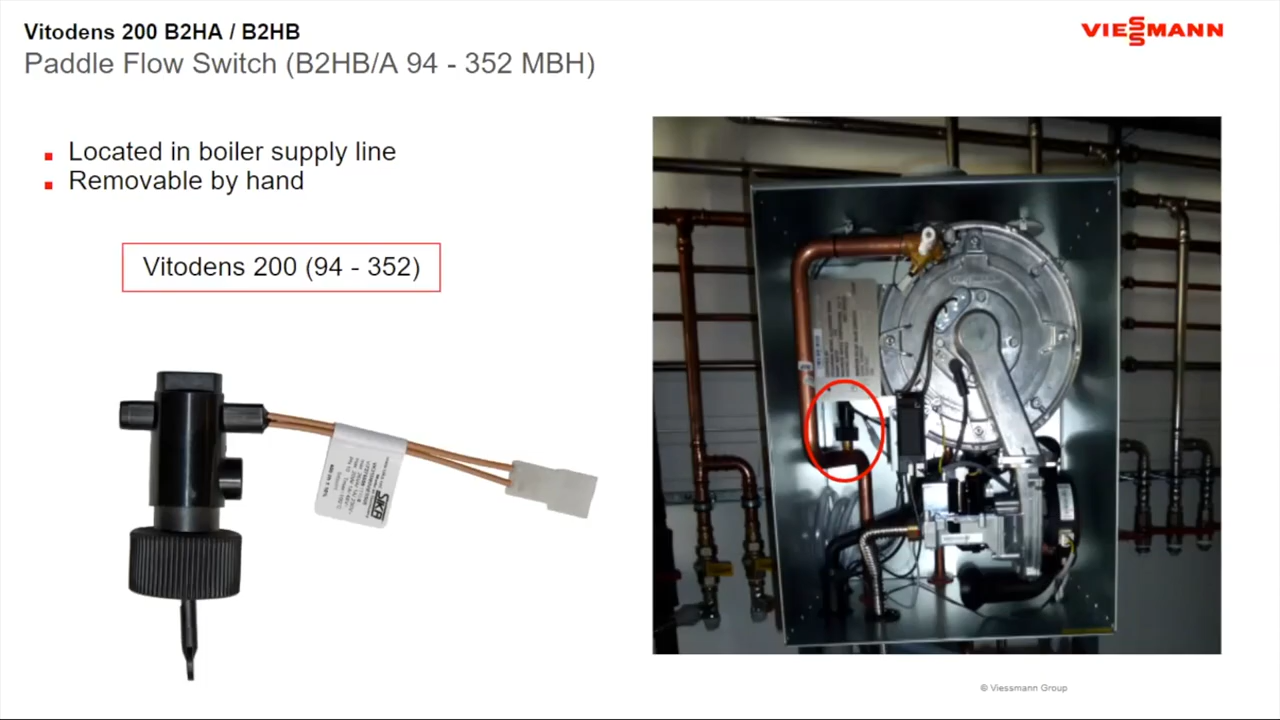 Vitodens 200 B2HA / B2HB
VIESSMANN
Paddle Flow Switch (B2HB/A 94 - 352 MBH)
Located in boiler supply line
Removable by hand
Vitodens 200 (94 - 352)
SIKA
© Viessmann Group